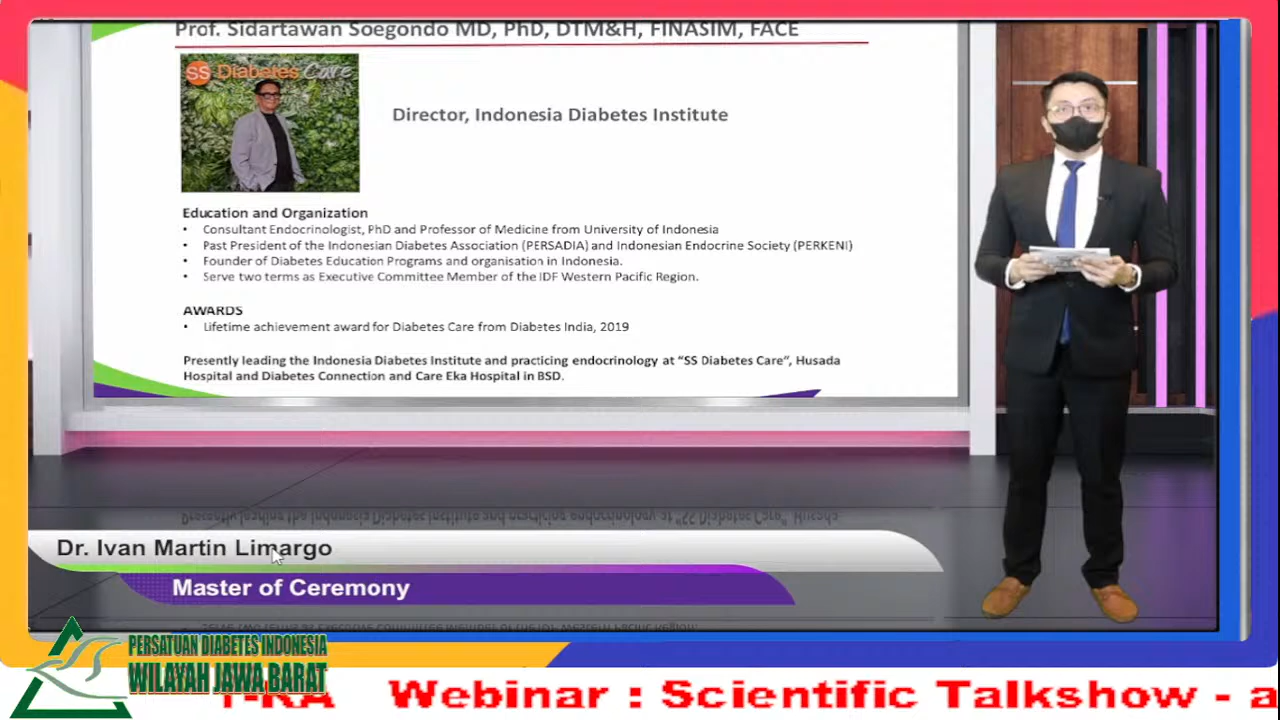 Prof. Sidartawan Soegondo MD, PhD, DTM&H, FINASIM, FACE
SS Diabetes Care
Director, Indonesia Diabetes Institute
Education and Organization
• Consultant Endocrinologist, PhD and Professor of Medicine from University of Indonesia
• Past President of the Indonesian Diabetes Association (PERSADIA) and Indonesian Endocrine Society (PERKENI)
• Founder of Diabetes Education Programs and organisation in Indonesia.
• Serve two terms as Executive Committee Member of the IDF Western Pacific Region.
AWARDS
• Lifetime achievement award for Diabetes Care from Diabetes India, 2019
Presently leading the Indonesia Diabetes Institute and practicing endocrinology at “SS Diabetes Care”, Husada
Hospital and Diabetes Connection and Care Eka Hospital in BSD.
Dr. Ivan Martin Limargo
Master of Ceremony
PERSATUAN DIABETES INDONESIA
WILAYAH JAWA BARAT
Webinar : Scientific Talkshow - a